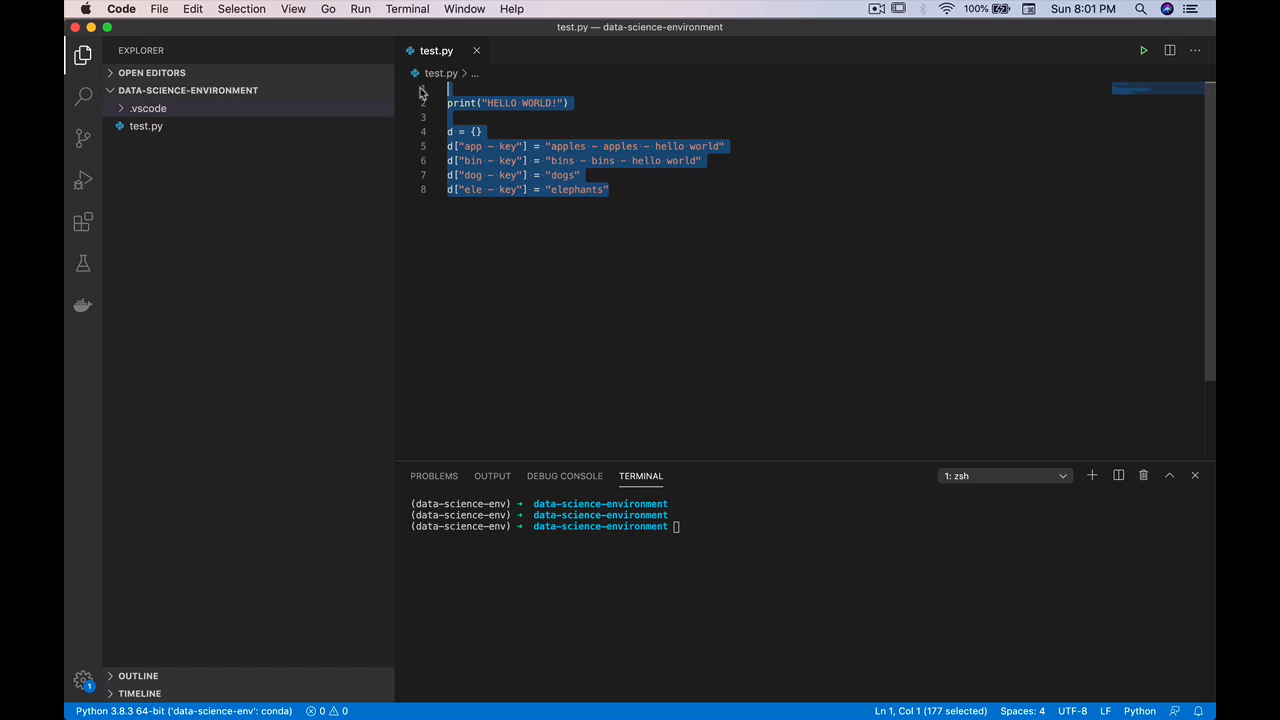 Code File Edit Selection View Go Run Terminal Window Help 100% Sun 8:01 PM
test.py — data-science-environment
EXPLORER
OPEN EDITORS
DATA-SCIENCE-ENVIRONMENT
.vscode
test.py
OUTLINE
TIMELINE
test.py
test.py > ...
2 print("HELLO WORLD!")
3
4 d = {}
5 d["app - key"] = "apples - apples - hello world"
6 d["bin - key"] = "bins - bins - hello world"
7 d["dog - key"] = "dogs"
8 d["ele - key"] = "elephants"
PROBLEMS OUTPUT DEBUG CONSOLE TERMINAL 1: zsh
(data-science-env) ➜ data-science-environment
(data-science-env) ➜ data-science-environment
(data-science-env) ➜ data-science-environment
1
Python 3.8.3 64-bit ('data-science-env': conda) 0 0 Ln 1, Col 1 (177 selected) Spaces: 4 UTF-8 LF Python